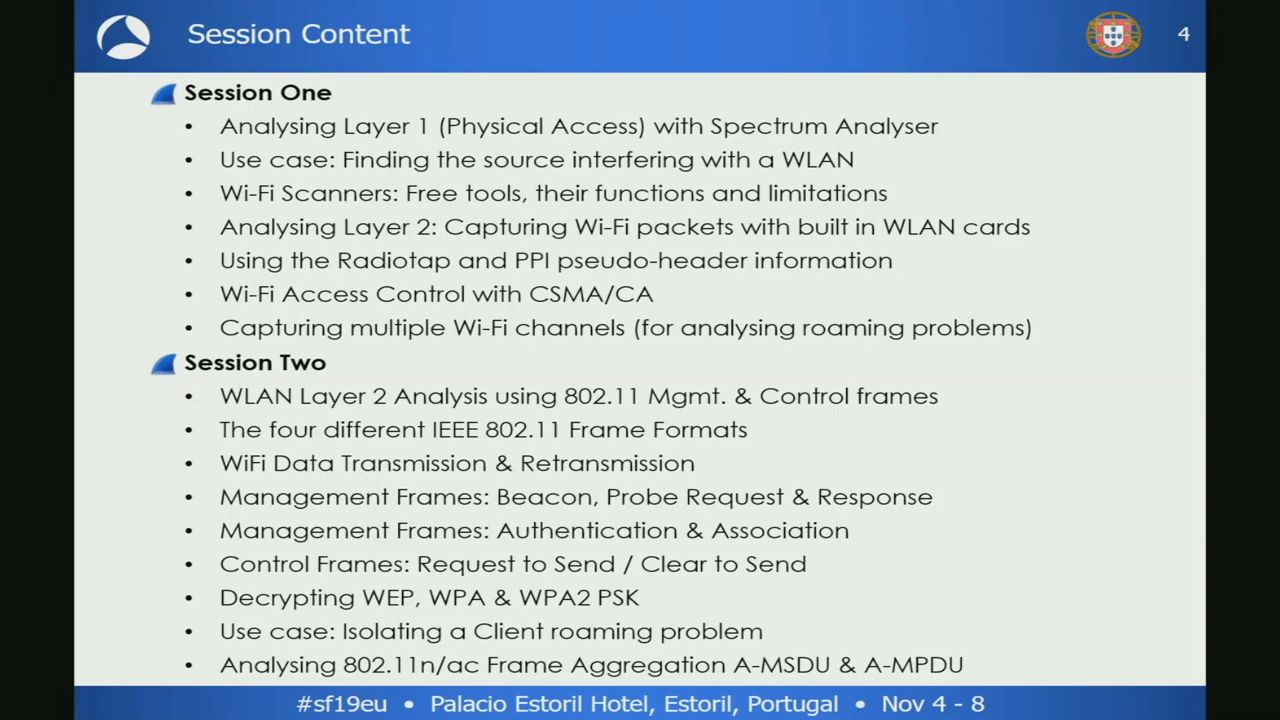 Session Content
4
Session One
• Analysing Layer 1 (Physical Access) with Spectrum Analyser
• Use case: Finding the source interfering with a WLAN
• Wi-Fi Scanners: Free tools, their functions and limitations
• Analysing Layer 2: Capturing Wi-Fi packets with built in WLAN cards
• Using the Radiotap and PPI pseudo-header information
• Wi-Fi Access Control with CSMA/CA
• Capturing multiple Wi-Fi channels (for analysing roaming problems)
Session Two
• WLAN Layer 2 Analysis using 802.11 Mgmt. & Control frames
• The four different IEEE 802.11 Frame Formats
• WiFi Data Transmission & Retransmission
• Management Frames: Beacon, Probe Request & Response
• Management Frames: Authentication & Association
• Control Frames: Request to Send / Clear to Send
• Decrypting WEP, WPA & WPA2 PSK
• Use case: Isolating a Client roaming problem
• Analysing 802.11n/ac Frame Aggregation A-MSDU & A-MPDU
#sf19eu • Palacio Estoril Hotel, Estoril, Portugal • Nov 4 - 8